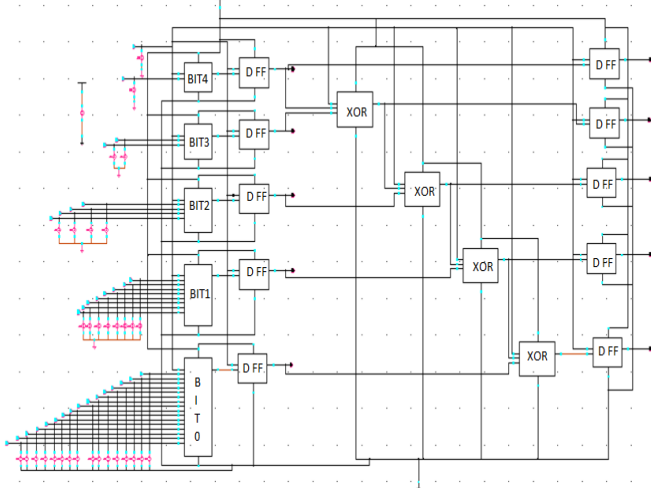 BIT4
D FF
D FF
XOR
BIT3
D FF
D FF
BIT2
D FF
XOR
D FF
BIT1
D FF
XOR
D FF
B
I
T
0
D FF
XOR
D FF